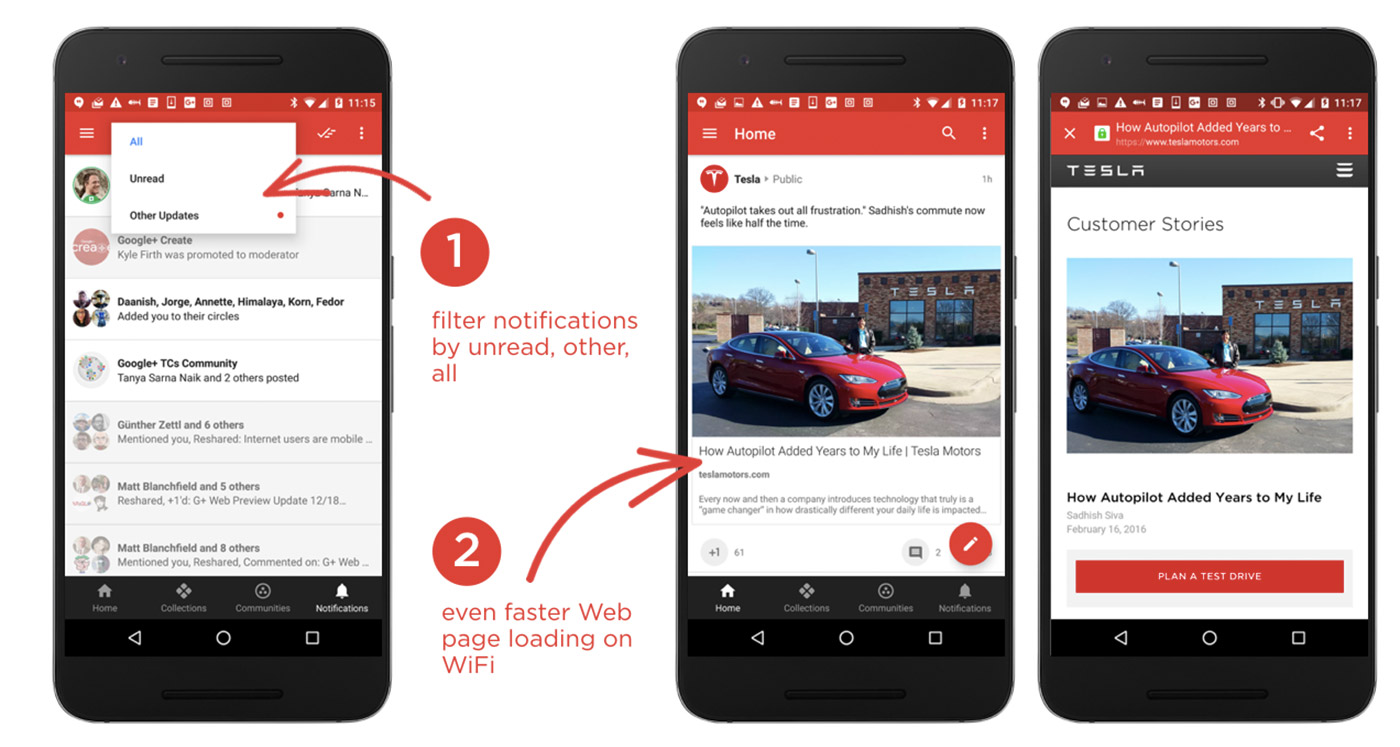 11:15
All
Unread
Other Updates
Tanya Sarna N...
Google+ Create
Kyle Firth was promoted to moderator
Daanish, Jorge, Annette, Himalaya, Korn, Fedor
Added you to their circles
Google+ TCs Community
Tanya Sarna Naik and 2 others posted
Günther Zettl and 6 others
Mentioned you, Reshared: Internet users are mobile ...
Matt Blanchfield and 5 others
Reshared, +1'd: G+ Web Preview Update 12/18...
Matt Blanchfield and 8 others
Mentioned you, Reshared, Commented on: G+ Web ...
Home
Collections
Communities
Notifications
1
filter notifications
by unread, other,
all
2
even faster Web
page loading on
WiFi
11:17
Home
Tesla ▸ Public
1h
"Autopilot takes out all frustration." Sadhish's commute now
feels like half the time.
TESLA
How Autopilot Added Years to My Life | Tesla Motors
teslamotors.com
Every now and then a company introduces technology that truly is a
"game changer" in how drastically different your daily life is impacted...
+1
61
2
Home
Collections
Communities
Notifications
11:17
How Autopilot Added Years to ...
https://www.teslamotors.com
TESLA
Customer Stories
TESLA
How Autopilot Added Years to My Life
Sadhish Siva
February 16, 2016
PLAN A TEST DRIVE